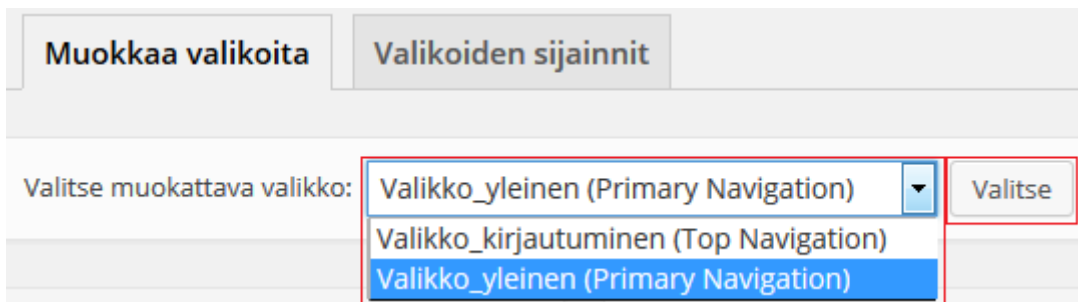 Muokkaa valikoita Valikoiden sijainnit
Valitse muokattava valikko: Valikko_yleinen (Primary Navigation) Valitse
Valikko_kirjautuminen (Top Navigation)
Valikko_yleinen (Primary Navigation)